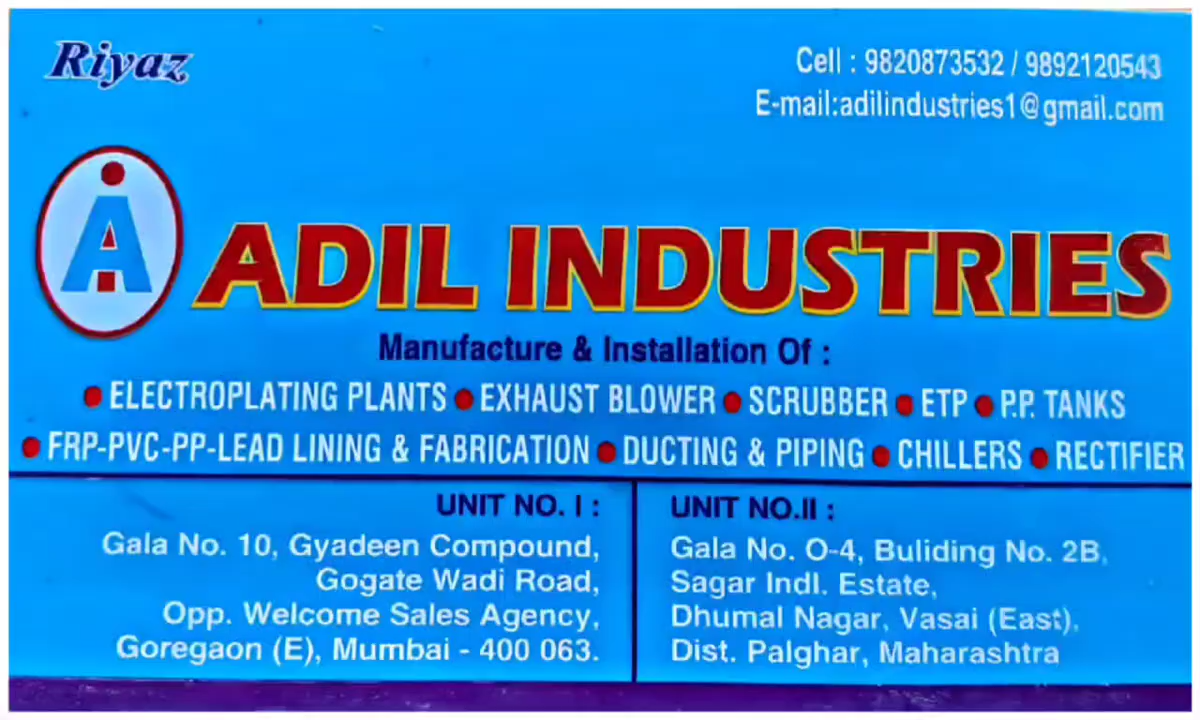 Riyaz
Cell : 9820873532 / 9892120543
E-mail:adilindustries1@gmail.com
A
ADIL INDUSTRIES
Manufacture & Installation Of :
• ELECTROPLATING PLANTS • EXHAUST BLOWER • SCRUBBER • ETP • P.P. TANKS
• FRP-PVC-PP-LEAD LINING & FABRICATION • DUCTING & PIPING • CHILLERS • RECTIFIER
UNIT NO. I :
Gala No. 10, Gyadeen Compound,
Gogate Wadi Road,
Opp. Welcome Sales Agency,
Goregaon (E), Mumbai - 400 063.
UNIT NO.II :
Gala No. O-4, Buliding No. 2B,
Sagar Indl. Estate,
Dhumal Nagar, Vasai (East),
Dist. Palghar, Maharashtra